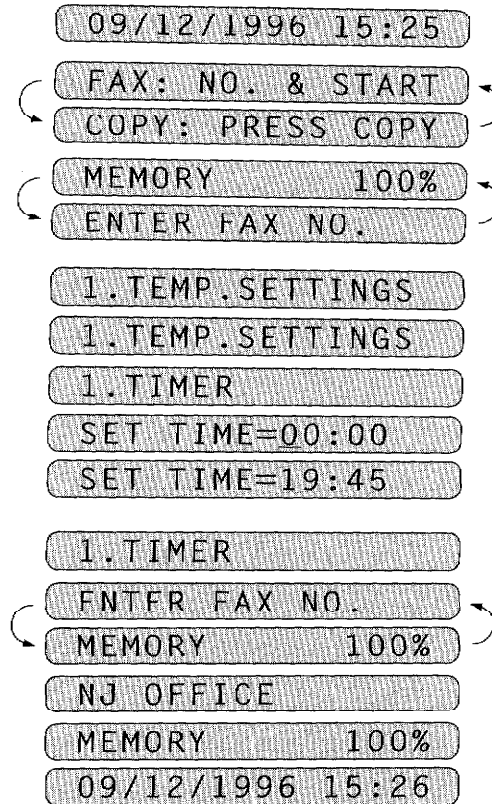 09/12/1996 15:25
FAX: NO. & START
COPY: PRESS COPY
MEMORY 100%
ENTER FAX NO.
1.TEMP.SETTINGS
1.TEMP.SETTINGS
1.TIMER
SET TIME=00:00
SET TIME=19:45
1.TIMER
ENTER FAX NO.
MEMORY 100%
NJ OFFICE
MEMORY 100%
09/12/1996 15:26